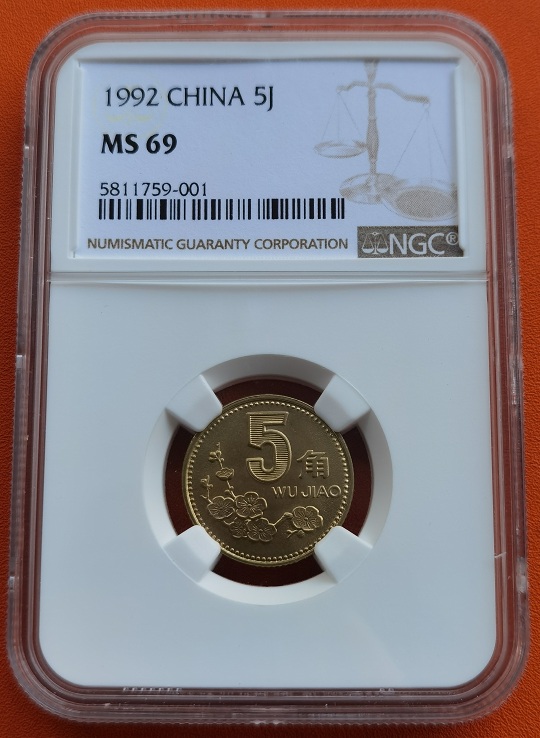 1992 CHINA 5J
MS 69
5811759-001
NUMISMATIC GUARANTY CORPORATION
NGC®
5角
WU JIAO